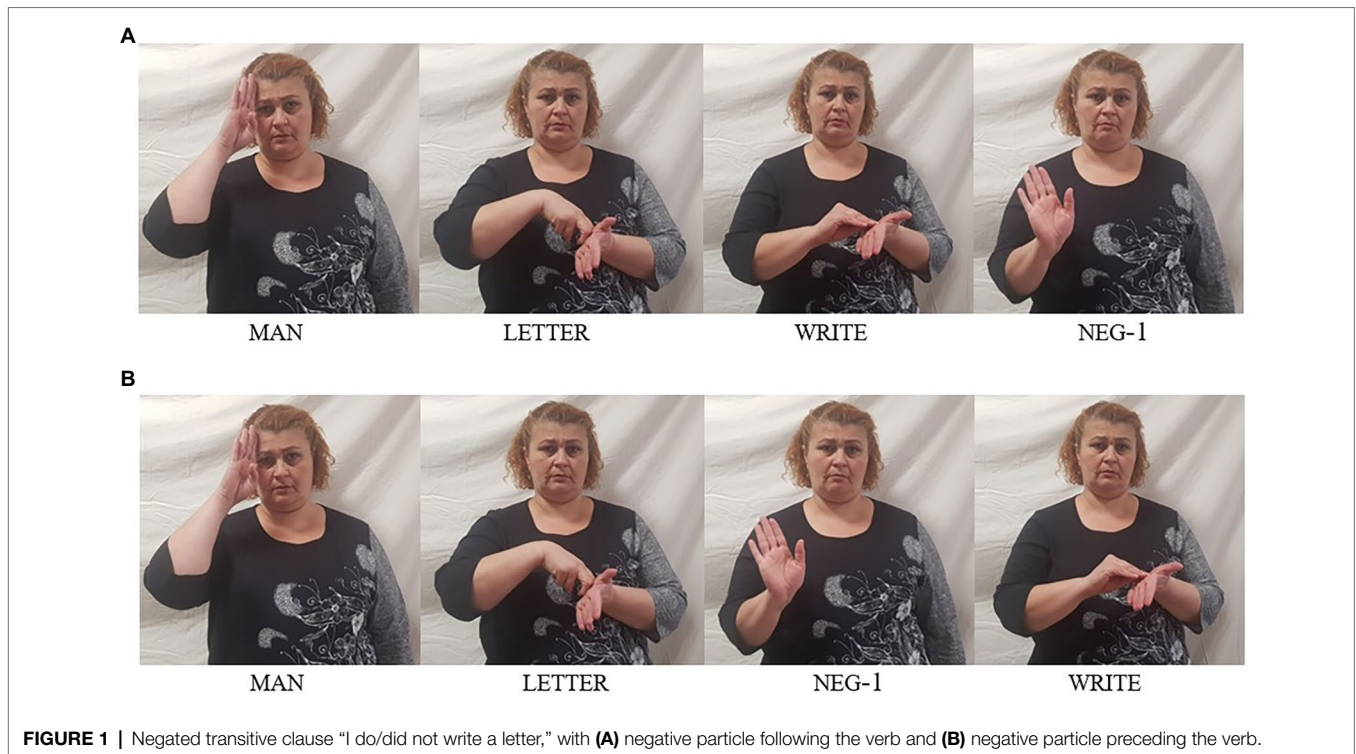 A
MAN LETTER WRITE NEG-1
B
MAN LETTER NEG-1 WRITE
FIGURE 1 | Negated transitive clause “I do/did not write a letter,” with (A) negative particle following the verb and (B) negative particle preceding the verb.